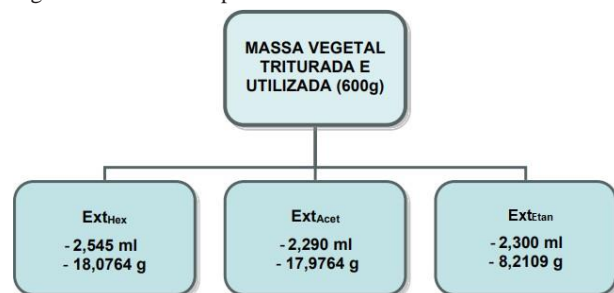 MASSA VEGETAL
TRITURADA E
UTILIZADA (600g)
ExtHex
- 2,545 ml
- 18,0764 g
ExtAcet
- 2,290 ml
- 17,9764 g
ExtEtan
- 2,300 ml
- 8,2109 g